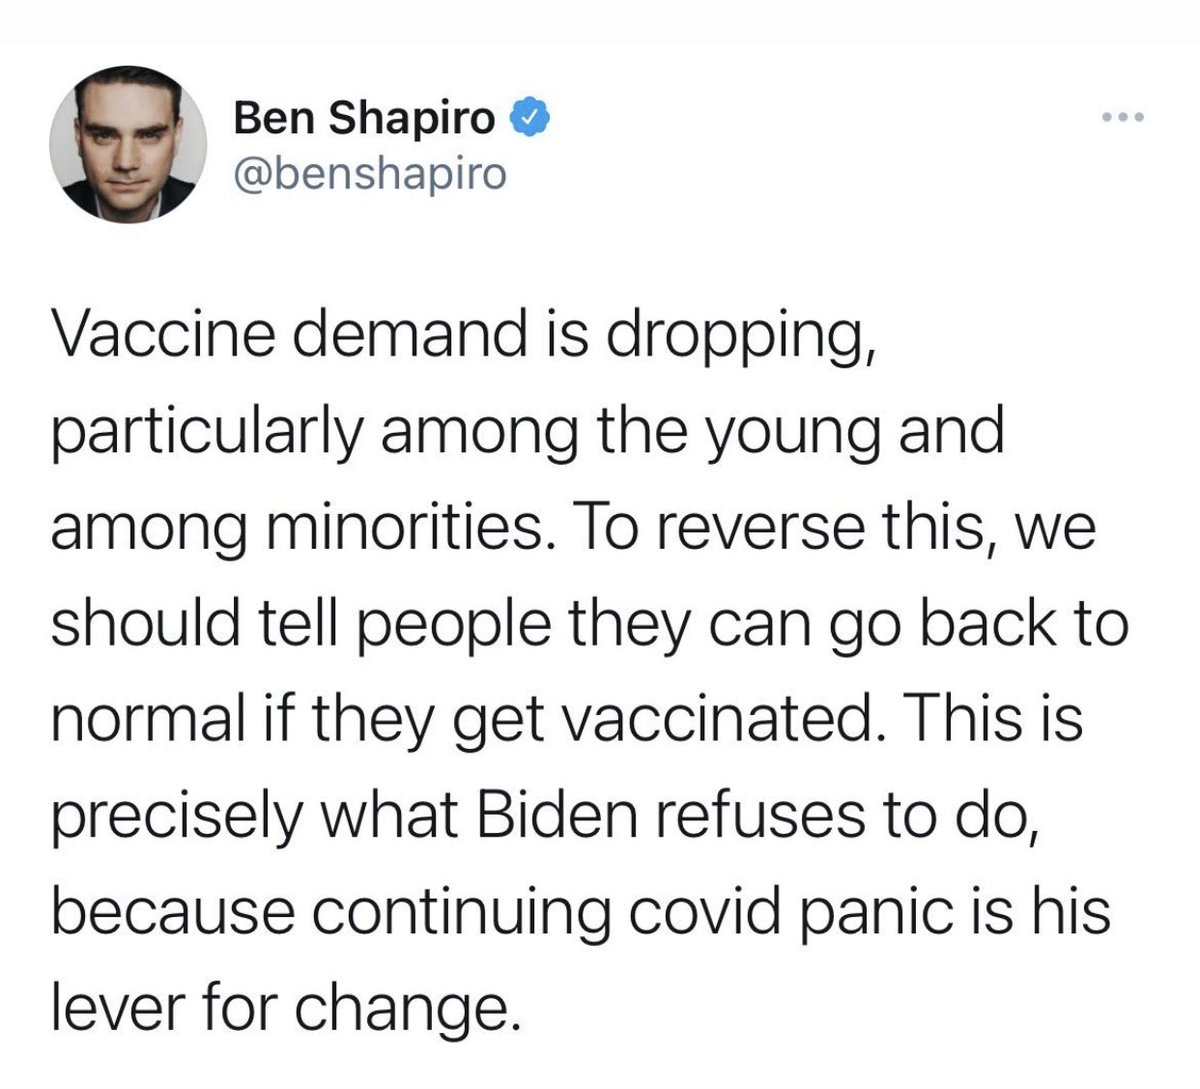 Ben Shapiro
@benshapiro
Vaccine demand is dropping,
particularly among the young and
among minorities. To reverse this, we
should tell people they can go back to
normal if they get vaccinated. This is
precisely what Biden refuses to do,
because continuing covid panic is his
lever for change.